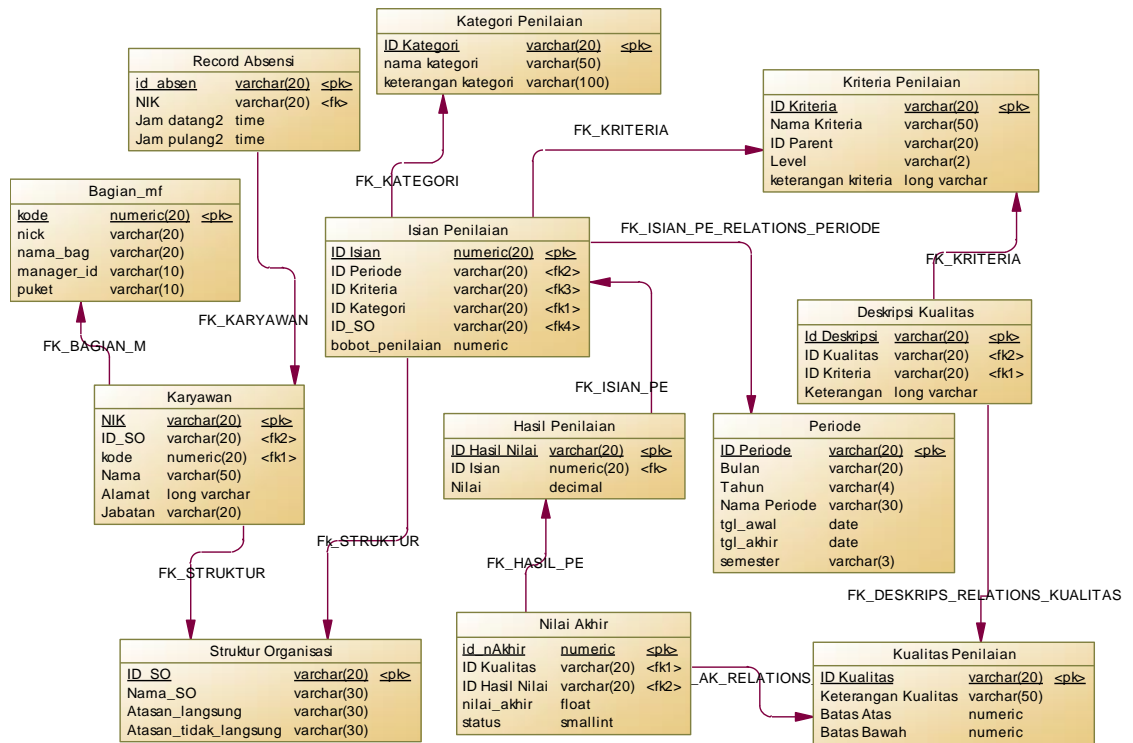 Kategori Penilaian
ID Kategori varchar(20) <pk>
nama kategori varchar(50)
keterangan kategori varchar(100)
Record Absensi
id_absen varchar(20) <pk>
NIK varchar(20) <fk>
Jam datang2 time
Jam pulang2 time
Kriteria Penilaian
ID Kriteria varchar(20) <pk>
Nama Kriteria varchar(50)
ID Parent varchar(20)
Level varchar(2)
keterangan kriteria long varchar
FK_KRITERIA
FK_KATEGORI
Bagian_mf
kode numeric(20) <pk>
nick varchar(20)
nama_bag varchar(20)
manager_id varchar(10)
puket varchar(10)
Isian Penilaian
ID Isian numeric(20) <pk>
ID Periode varchar(20) <fk2>
ID Kriteria varchar(20) <fk3>
ID Kategori varchar(20) <fk1>
ID_SO varchar(20) <fk4>
bobot_penilaian numeric
FK_ISIAN_PE_RELATIONS_PERIODE
FK_KRITERIA
FK_KARYAWAN
FK_BAGIAN_M
Deskripsi Kualitas
Id Deskripsi varchar(20) <pk>
ID Kualitas varchar(20) <fk2>
ID Kriteria varchar(20) <fk1>
Keterangan long varchar
FK_ISIAN_PE
Karyawan
NIK varchar(20) <pk>
ID_SO varchar(20) <fk2>
kode numeric(20) <fk1>
Nama varchar(50)
Alamat long varchar
Jabatan varchar(20)
Hasil Penilaian
ID Hasil Nilai varchar(20) <pk>
ID Isian numeric(20) <fk>
Nilai decimal
Periode
ID Periode varchar(20) <pk>
Bulan varchar(20)
Tahun varchar(4)
Nama Periode varchar(30)
tgl_awal date
tgl_akhir date
semester varchar(3)
Fk_STRUKTUR
FK_STRUKTUR
FK_HASIL_PE
FK_DESKRIPS_RELATIONS_KUALITAS
Struktur Organisasi
ID_SO varchar(20) <pk>
Nama_SO varchar(30)
Atasan_langsung varchar(30)
Atasan_tidak_langsung varchar(30)
Nilai Akhir
id_nAkhir numeric <pk>
ID Kualitas varchar(20) <fk1>
ID Hasil Nilai varchar(20) <fk2>
nilai_akhir float
status smallint
_AK_RELATIONS_
Kualitas Penilaian
ID Kualitas varchar(20) <pk>
Keterangan Kualitas varchar(50)
Batas Atas numeric
Batas Bawah numeric